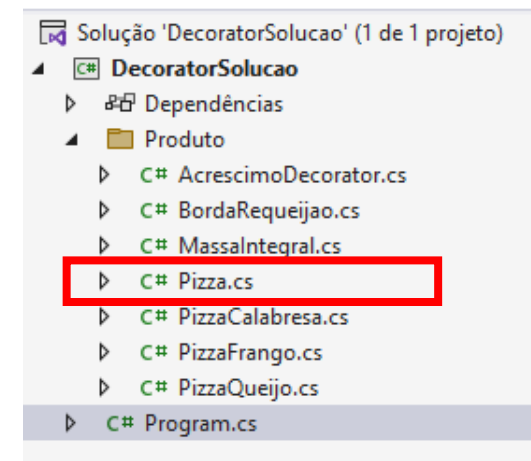 Solução 'DecoratorSolucao' (1 de 1 projeto)
C# DecoratorSolucao
Dependências
Produto
C# AcrescimoDecorator.cs
C# BordaRequeijao.cs
C# MassaIntegral.cs
C# Pizza.cs
C# PizzaCalabresa.cs
C# PizzaFrango.cs
C# PizzaQueijo.cs
C# Program.cs